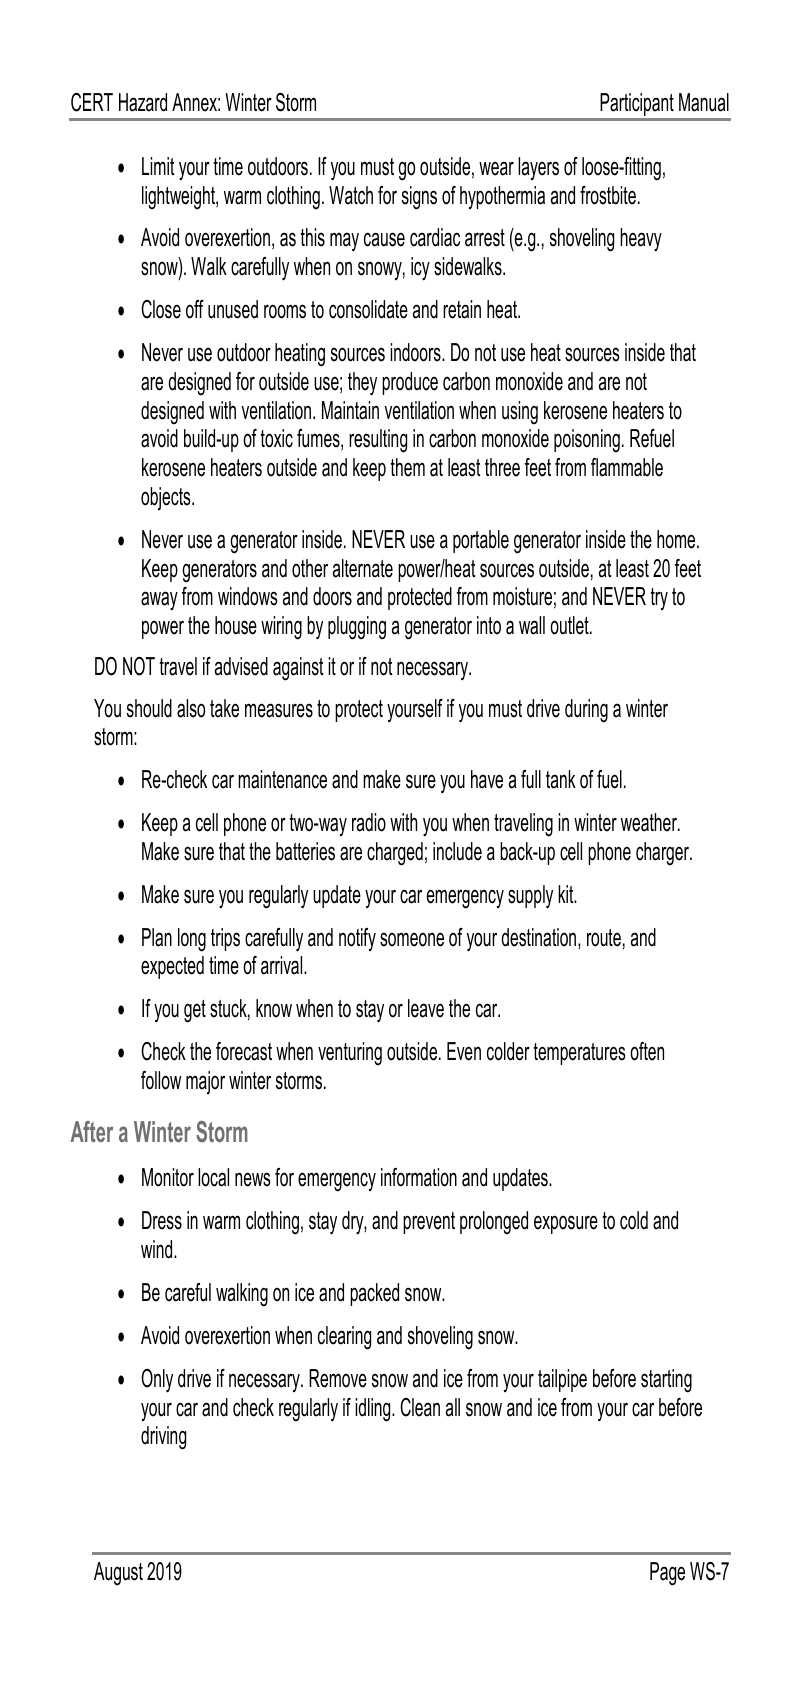 CERT Hazard Annex: Winter Storm Participant Manual
• Limit your time outdoors. If you must go outside, wear layers of loose-fitting,
lightweight, warm clothing. Watch for signs of hypothermia and frostbite.
• Avoid overexertion, as this may cause cardiac arrest (e.g., shoveling heavy
snow). Walk carefully when on snowy, icy sidewalks.
• Close off unused rooms to consolidate and retain heat.
• Never use outdoor heating sources indoors. Do not use heat sources inside that
are designed for outside use; they produce carbon monoxide and are not
designed with ventilation. Maintain ventilation when using kerosene heaters to
avoid build-up of toxic fumes, resulting in carbon monoxide poisoning. Refuel
kerosene heaters outside and keep them at least three feet from flammable
objects.
• Never use a generator inside. NEVER use a portable generator inside the home.
Keep generators and other alternate power/heat sources outside, at least 20 feet
away from windows and doors and protected from moisture; and NEVER try to
power the house wiring by plugging a generator into a wall outlet.
DO NOT travel if advised against it or if not necessary.
You should also take measures to protect yourself if you must drive during a winter
storm:
• Re-check car maintenance and make sure you have a full tank of fuel.
• Keep a cell phone or two-way radio with you when traveling in winter weather.
Make sure that the batteries are charged; include a back-up cell phone charger.
• Make sure you regularly update your car emergency supply kit.
• Plan long trips carefully and notify someone of your destination, route, and
expected time of arrival.
• If you get stuck, know when to stay or leave the car.
• Check the forecast when venturing outside. Even colder temperatures often
follow major winter storms.
After a Winter Storm
• Monitor local news for emergency information and updates.
• Dress in warm clothing, stay dry, and prevent prolonged exposure to cold and
wind.
• Be careful walking on ice and packed snow.
• Avoid overexertion when clearing and shoveling snow.
• Only drive if necessary. Remove snow and ice from your tailpipe before starting
your car and check regularly if idling. Clean all snow and ice from your car before
driving
August 2019 Page WS-7